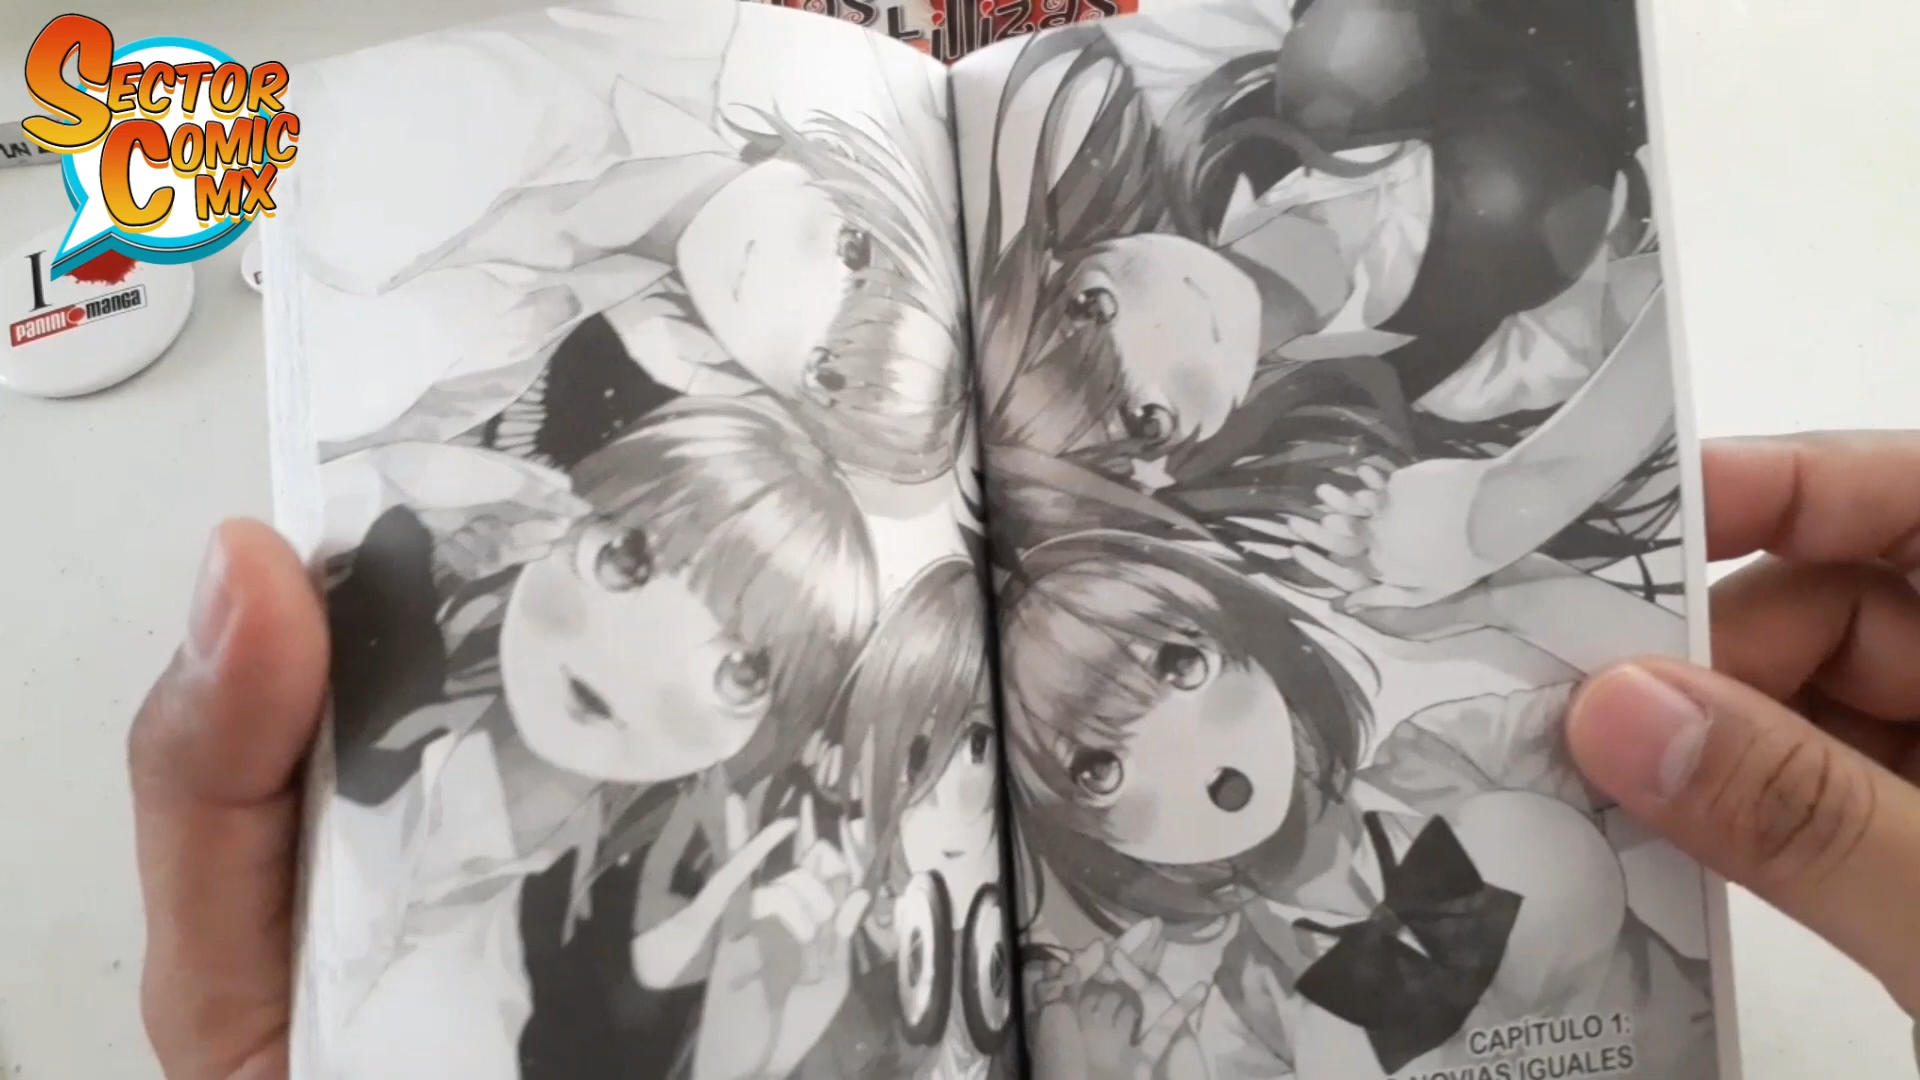 SECTOR
COMIC
MX
I
PANINI manga
CAPÍTULO 1:
NOVIAS IGUALES